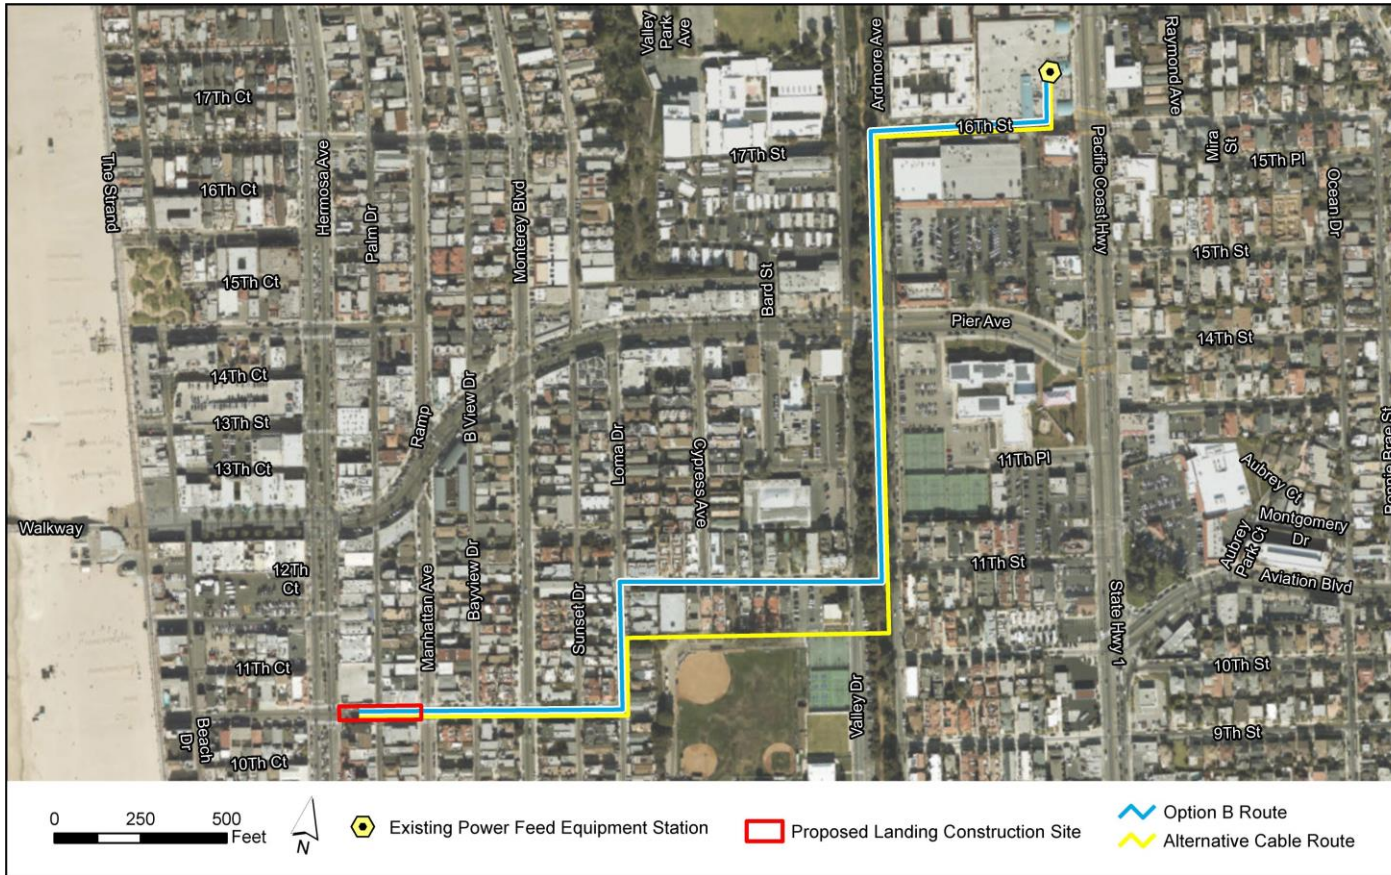 Valley
Park
Ave
Ardmore Ave
Raymond Ave
17Th Ct
16Th St
Pacific Coast Hwy
Mira
St
15Th Pl
17Th St
The Strand
Hermosa Ave
16Th Ct
Palm Dr
Monterey Blvd
Ocean Dr
15Th St
15Th Ct
Bard St
Pier Ave
14Th St
14Th Ct
Ramp
B View Dr
13Th St
Loma Dr
Cypress Ave
13Th Ct
11Th Pl
Aubrey Ct
Walkway
Montgomery
Dr
Aubrey
Park Ct
Aviation Blvd
12Th
Ct
Manhattan Ave
Bayview Dr
Sunset Dr
11Th St
State Hwy 1
11Th Ct
10Th St
Valley Dr
Beach
Dr
10Th Ct
9Th St
0 250 500
Feet
N
Existing Power Feed Equipment Station
Proposed Landing Construction Site
Option B Route
Alternative Cable Route